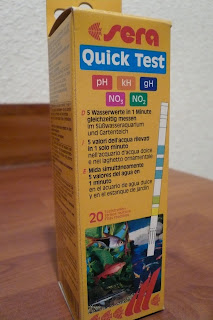 sera
Quick Test
pH kH gH
NO₃ NO₂
D 5 Wasserwerte in 1 Minute
gleichzeitig messen
im Süßwasseraquarium
und Gartenteich
I 5 valori dell'acqua rilevati
in 1 solo minuto
nell'acquario d'acqua dolce
e nel laghetto ornamentale
E Mida simultáneamente
5 valores del agua en
1 minuto
en el acuario de agua dulce
y en el estanque de jardín
20